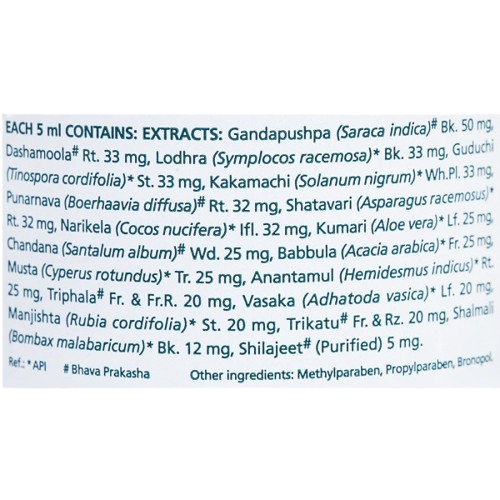 EACH 5 ml CONTAINS: EXTRACTS: Gandapushpa (Saraca indica)# Bk. 50 mg,
Dashamoola# Rt. 33 mg, Lodhra (Symplocos racemosa)* Bk. 33 mg, Guduchi
(Tinospora cordifolia)* St. 33 mg, Kakamachi (Solanum nigrum)* Wh.Pl. 33 mg,
Punarnava (Boerhaavia diffusa)# Rt. 32 mg, Shatavari (Asparagus racemosus)*
Rt. 32 mg, Narikela (Cocos nucifera)* Ifl. 32 mg, Kumari (Aloe vera)* Lf. 25 mg,
Chandana (Santalum album)# Wd. 25 mg, Babbula (Acacia arabica)* Fr. 25 mg,
Musta (Cyperus rotundus)* Tr. 25 mg, Anantamul (Hemidesmus indicus)* Rt.
25 mg, Triphala# Fr. & Fr.R. 20 mg, Vasaka (Adhatoda vasica)* Lf. 20 mg,
Manjishta (Rubia cordifolia)* St. 20 mg, Trikatu# Fr. & Rz. 20 mg, Shalmali
(Bombax malabaricum)* Bk. 12 mg, Shilajeet# (Purified) 5 mg.
Ref.: * API # Bhava Prakasha Other ingredients: Methylparaben, Propylparaben, Bronopol.